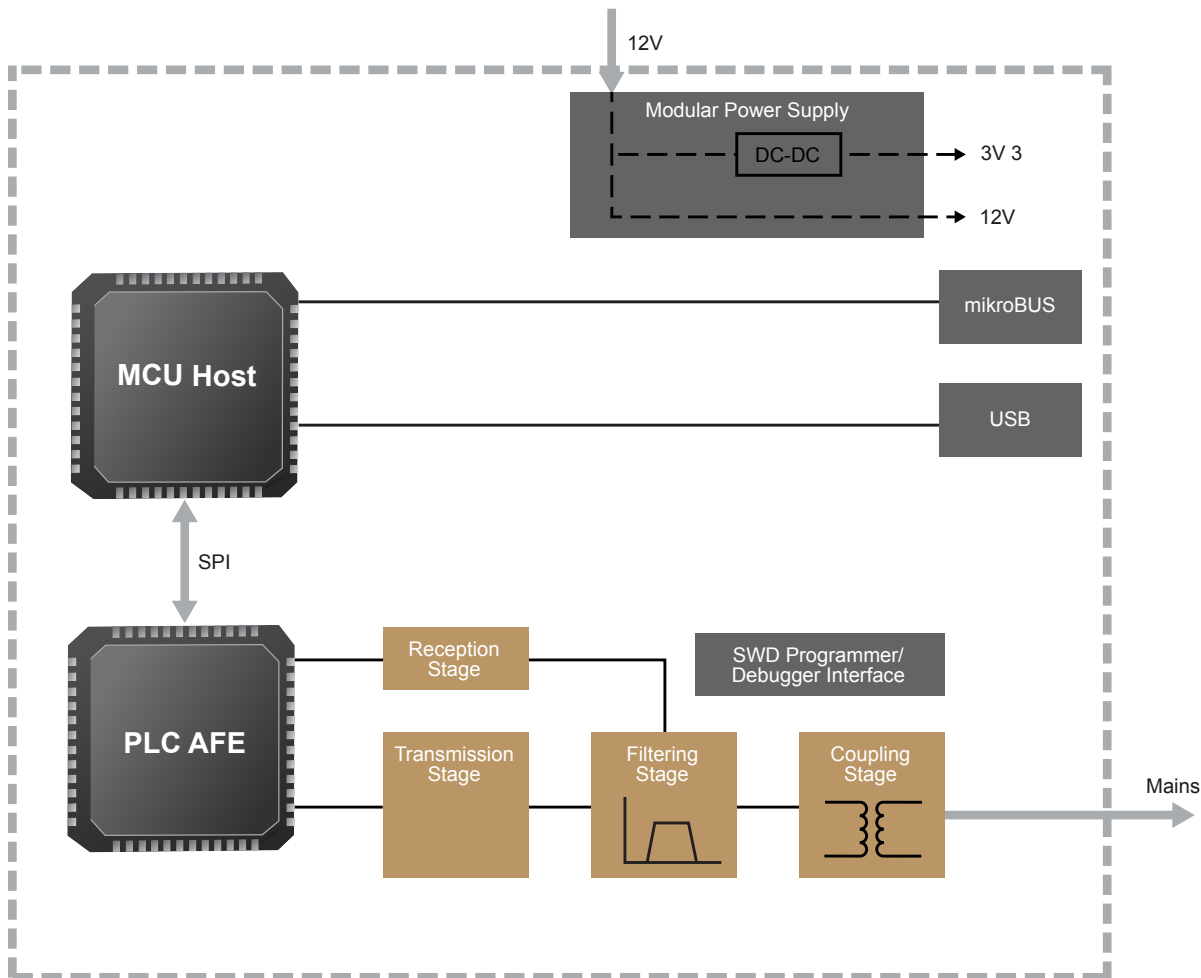 12V
Modular Power Supply
DC-DC
3V 3
12V
MCU Host
mikroBUS
USB
SPI
PLC AFE
Reception
Stage
SWD Programmer/
Debugger Interface
Transmission
Stage
Filtering
Stage
Coupling
Stage
Mains